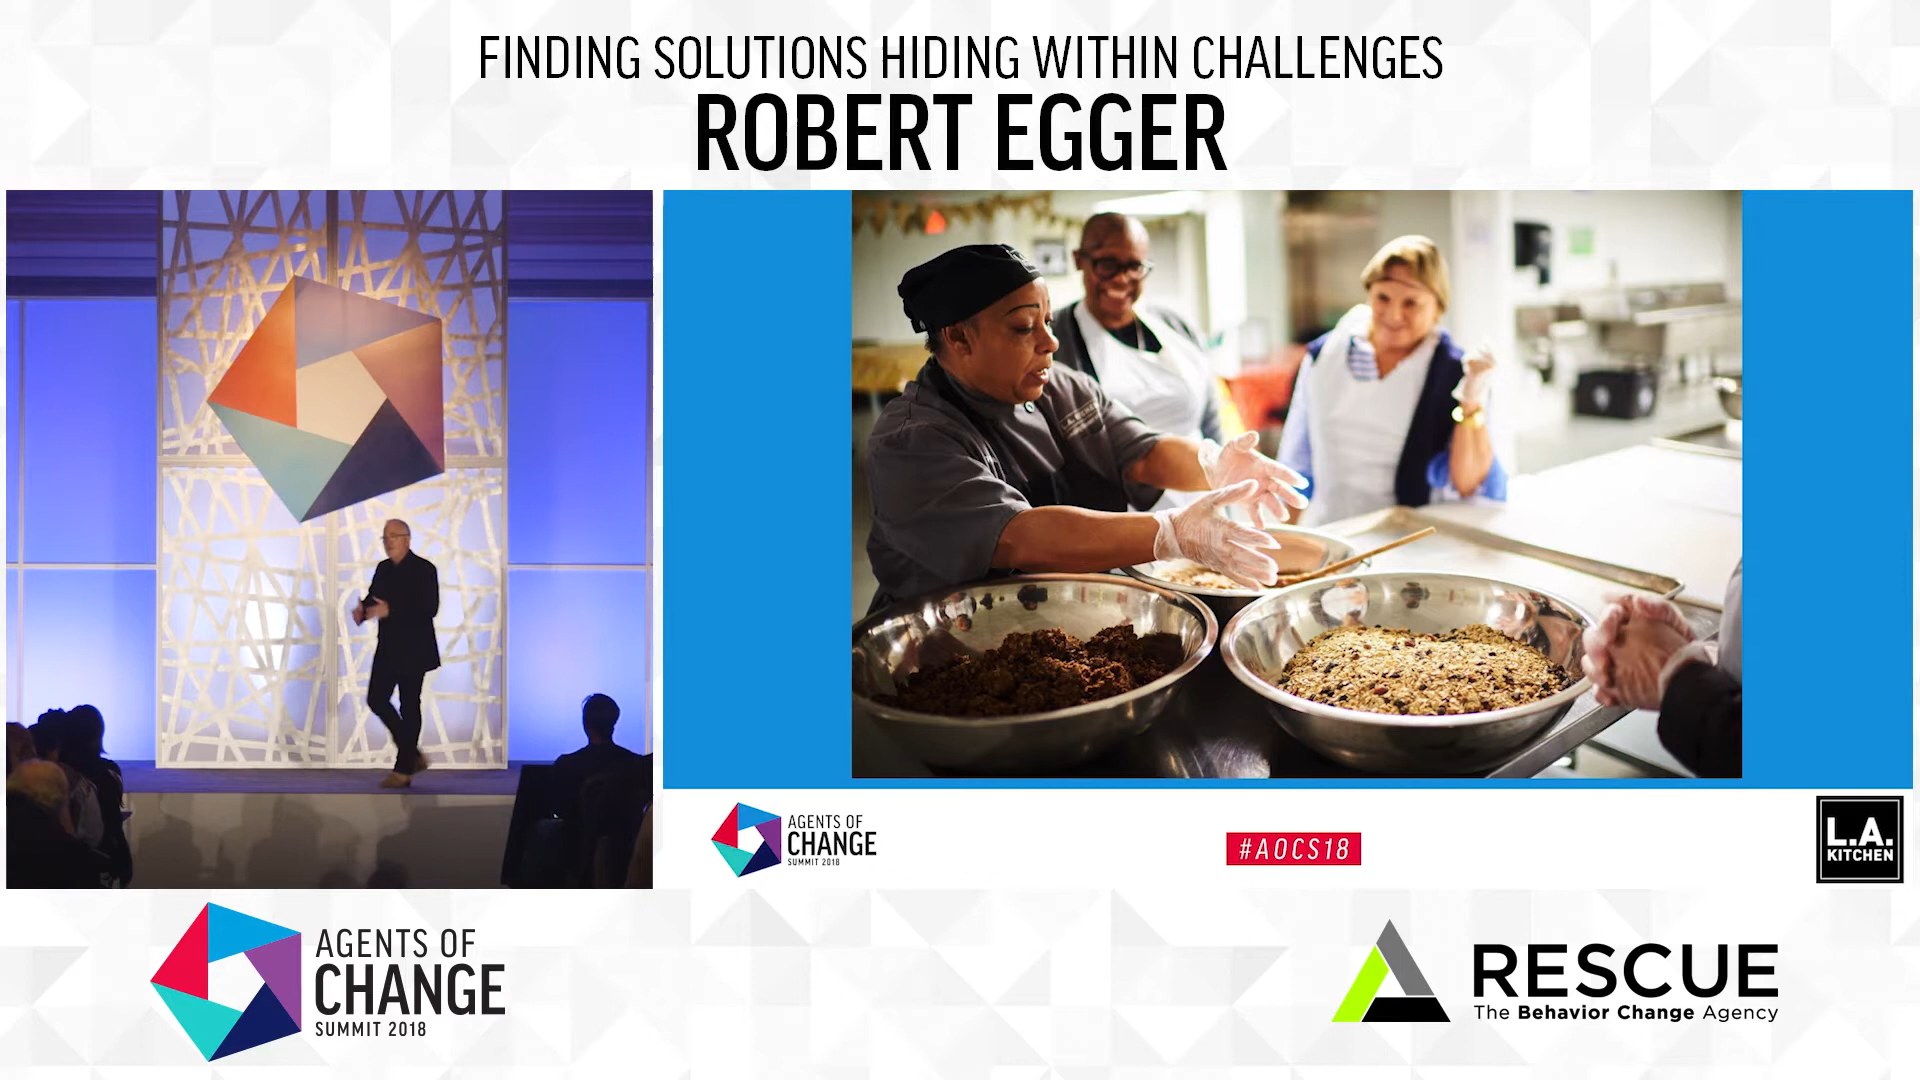 FINDING SOLUTIONS HIDING WITHIN CHALLENGES
ROBERT EGGER
AGENTS OF
CHANGE
SUMMIT 2018
#AOCS18
L.A.
KITCHEN
AGENTS OF
CHANGE
SUMMIT 2018
RESCUE
The Behavior Change Agency